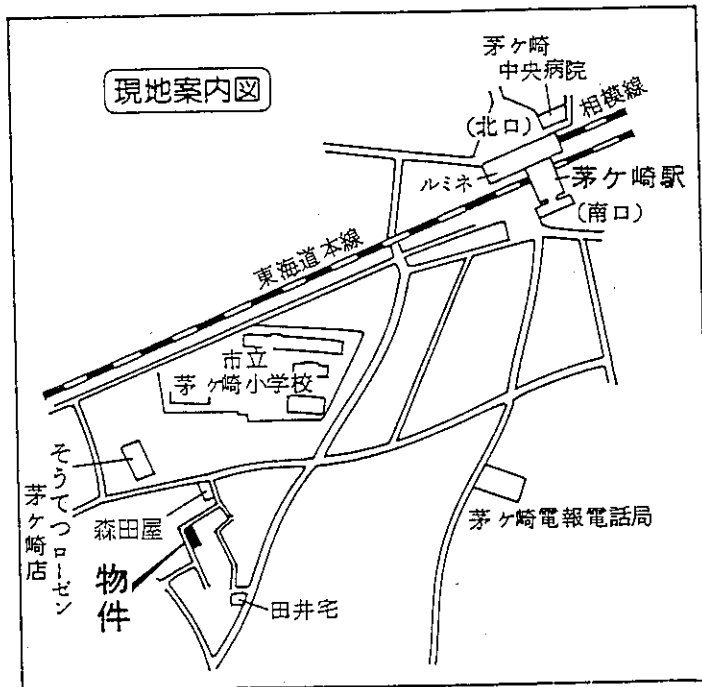 現地案内図
茅ケ崎
中央病院
(北口)
相模線
ルミネ
茅ケ崎駅
(南口)
東海道本線
市立
茅ケ崎小学校
そうてつローゼン
茅ケ崎店
森田屋
物件
田井宅
茅ケ崎電報電話局